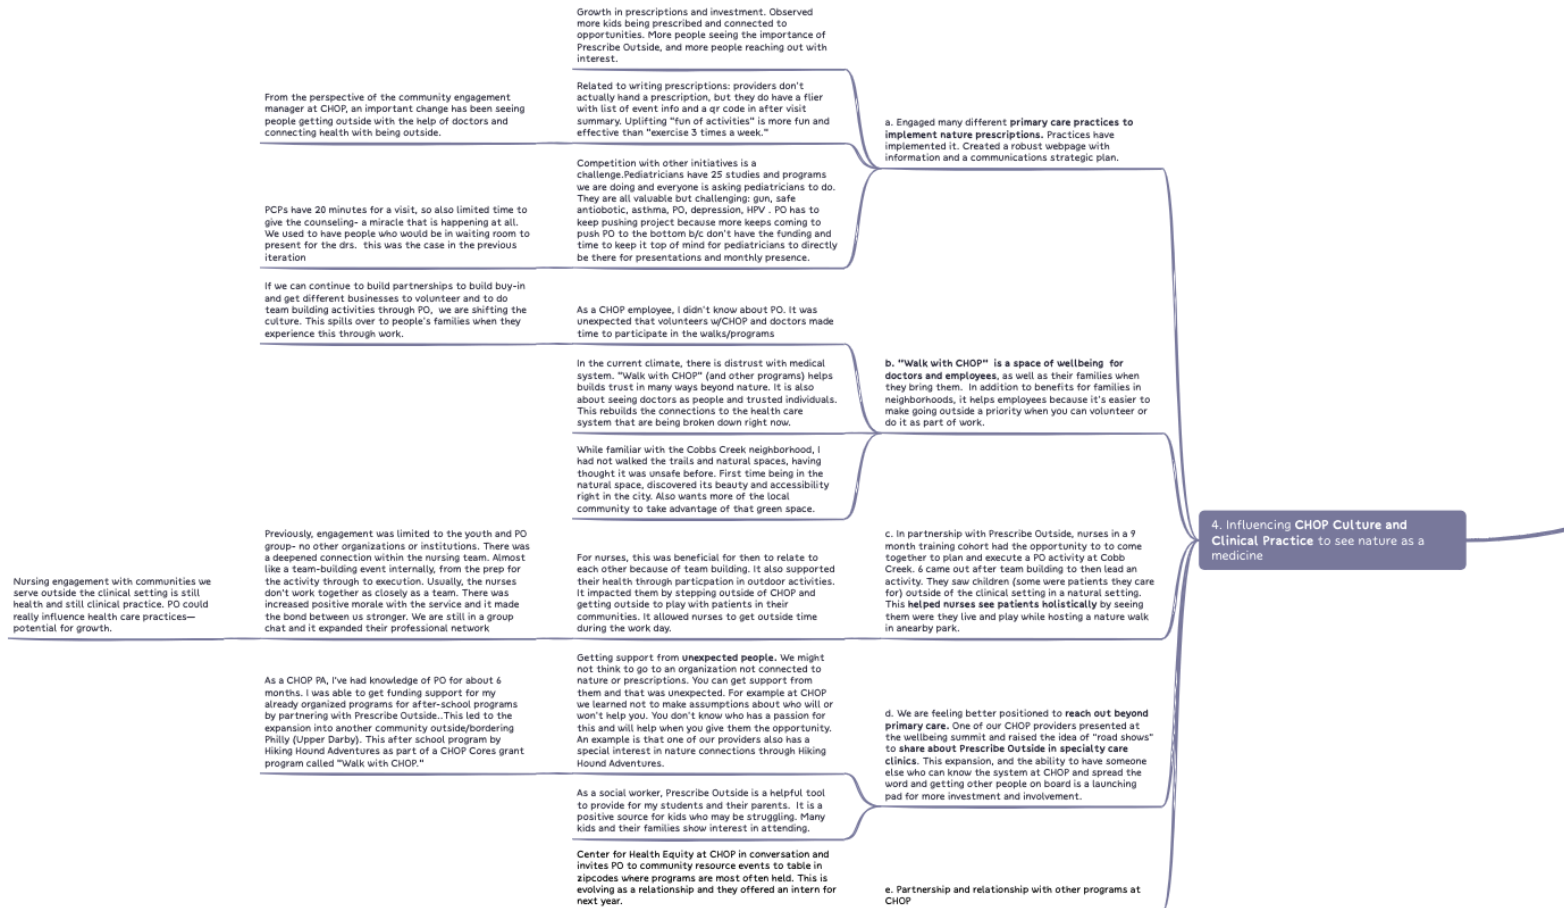 4. Influencing CHOP Culture and
Clinical Practice to see nature as a
medicine
a. Engaged many different primary care practices to
implement nature prescriptions. Practices have
implemented it. Created a robust webpage with
information and a communications strategic plan.
Growth in prescriptions and investment. Observed
more kids being prescribed and connected to
opportunities. More people seeing the importance of
Prescribe Outside, and more people reaching out with
interest.
Related to writing prescriptions: providers don't
actually hand a prescription, but they do have a flier
with list of event info and a qr code in after visit
summary. Uplifting "fun of activities" is more fun and
effective than "exercise 3 times a week."
From the perspective of the community engagement
manager at CHOP, an important change has been seeing
people getting outside with the help of doctors and
connecting health with being outside.
Competition with other initiatives is a
challenge.Pediatricians have 25 studies and programs
we are doing and everyone is asking pediatricians to do.
They are all valuable but challenging: gun, safe
antiobotic, asthma, PO, depression, HPV . PO has to
keep pushing project because more keeps coming to
push PO to the bottom b/c don't have the funding and
time to keep it top of mind for pediatricians to directly
be there for presentations and monthly presence.
PCPs have 20 minutes for a visit, so also limited time to
give the counseling- a miracle that is happening at all.
We used to have people who would be in waiting room to
present for the drs. this was the case in the previous
iteration
b. "Walk with CHOP" is a space of wellbeing for
doctors and employees, as well as their families when
they bring them. In addition to benefits for families in
neighborhoods, it helps employees because it's easier to
make going outside a priority when you can volunteer or
do it as part of work.
As a CHOP employee, I didn't know about PO. It was
unexpected that volunteers w/CHOP and doctors made
time to participate in the walks/programs
If we can continue to build partnerships to build buy-in
and get different businesses to volunteer and to do
team building activities through PO, we are shifting the
culture. This spills over to people's families when they
experience this through work.
In the current climate, there is distrust with medical
system. "Walk with CHOP" (and other programs) helps
builds trust in many ways beyond nature. It is also
about seeing doctors as people and trusted individuals.
This rebuilds the connections to the health care
system that are being broken down right now.
While familiar with the Cobbs Creek neighborhood, I
had not walked the trails and natural spaces, having
thought it was unsafe before. First time being in the
natural space, discovered its beauty and accessibility
right in the city. Also wants more of the local
community to take advantage of that green space.
c. In partnership with Prescribe Outside, nurses in a 9
month training cohort had the opportunity to to come
together to plan and execute a PO activity at Cobb
Creek. 6 came out after team building to then lead an
activity. They saw children (some were patients they care
for) outside of the clinical setting in a natural setting.
This helped nurses see patients holistically by seeing
them were they live and play while hosting a nature walk
in anearby park.
For nurses, this was beneficial for then to relate to
each other because of team building. It also supported
their health through particpation in outdoor activities.
It impacted them by stepping outside of CHOP and
getting outside to play with patients in their
communities. It allowed nurses to get outside time
during the work day.
Previously, engagement was limited to the youth and PO
group- no other organizations or institutions. There was
a deepened connection within the nursing team. Almost
like a team-building event internally, from the prep for
the activity through to execution. Usually, the nurses
don't work together as closely as a team. There was
increased positive morale with the service and it made
the bond between us stronger. We are still in a group
chat and it expanded their professional network
Nursing engagement with communities we
serve outside the clinical setting is still
health and still clinical practice. PO could
really influence health care practices—
potential for growth.
d. We are feeling better positioned to reach out beyond
primary care. One of our CHOP providers presented at
the wellbeing summit and raised the idea of "road shows"
to share about Prescribe Outside in specialty care
clinics. This expansion, and the ability to have someone
else who can know the system at CHOP and spread the
word and getting other people on board is a launching
pad for more investment and involvement.
Getting support from unexpected people. We might
not think to go to an organization not connected to
nature or prescriptions. You can get support from
them and that was unexpected. For example at CHOP
we learned not to make assumptions about who will or
won't help you. You don't know who has a passion for
this and will help when you give them the opportunity.
An example is that one of our providers also has a
special interest in nature connections through Hiking
Hound Adventures.
As a CHOP PA, I've had knowledge of PO for about 6
months. I was able to get funding support for my
already organized programs for after-school programs
by partnering with Prescribe Outside..This led to the
expansion into another community outside/bordering
Philly (Upper Darby). This after school program by
Hiking Hound Adventures as part of a CHOP Cores grant
program called "Walk with CHOP."
As a social worker, Prescribe Outside is a helpful tool
to provide for my students and their parents. It is a
positive source for kids who may be struggling. Many
kids and their families show interest in attending.
e. Partnership and relationship with other programs at
CHOP
Center for Health Equity at CHOP in conversation and
invites PO to community resource events to table in
zipcodes where programs are most often held. This is
evolving as a relationship and they offered an intern for
next year.